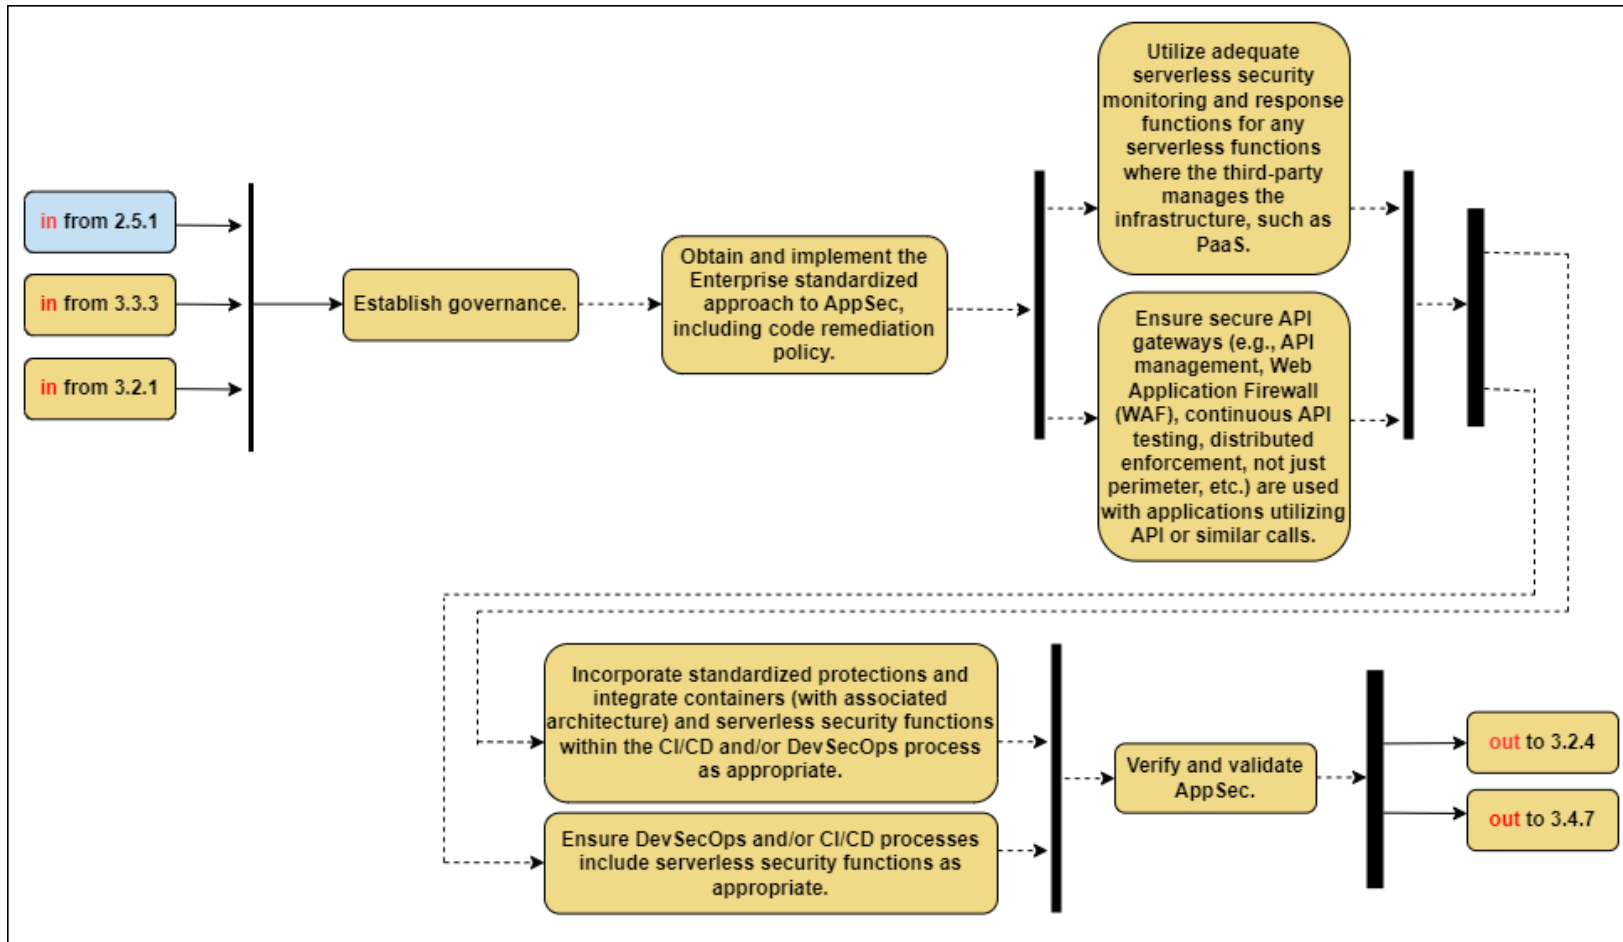 in from 2.5.1
in from 3.3.3
in from 3.2.1
Establish governance.
Obtain and implement the
Enterprise standardized
approach to AppSec,
including code remediation
policy.
Utilize adequate
serverless security
monitoring and response
functions for any
serverless functions
where the third-party
manages the
infrastructure, such as
PaaS.
Ensure secure API
gateways (e.g., API
management, Web
Application Firewall
(WAF), continuous API
testing, distributed
enforcement, not just
perimeter, etc.) are used
with applications utilizing
API or similar calls.
Incorporate standardized protections and
integrate containers (with associated
architecture) and serverless security functions
within the CI/CD and/or DevSecOps process
as appropriate.
Ensure DevSecOps and/or CI/CD processes
include serverless security functions as
appropriate.
Verify and validate
AppSec.
out to 3.2.4
out to 3.4.7